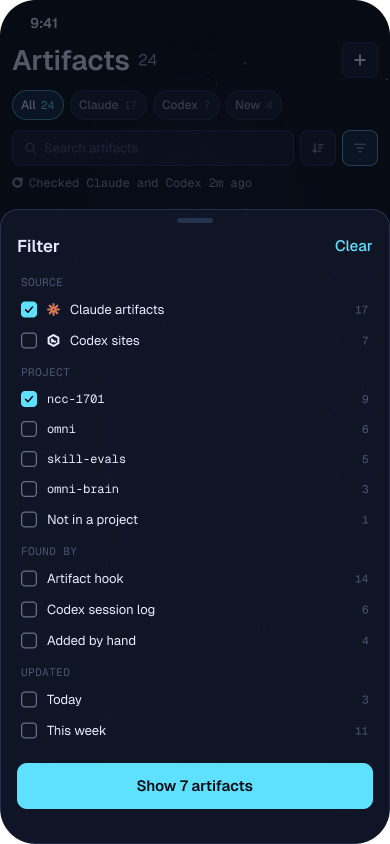 9:41
Artifacts 24
All 24 Claude 17 Codex 7 New 4
Search artifacts
Checked Claude and Codex 2m ago
Filter Clear
SOURCE
Claude artifacts 17
Codex sites 7
PROJECT
ncc-1701 9
omni 6
skill-evals 5
omni-brain 3
Not in a project 1
FOUND BY
Artifact hook 14
Codex session log 6
Added by hand 4
UPDATED
Today 3
This week 11
Show 7 artifacts